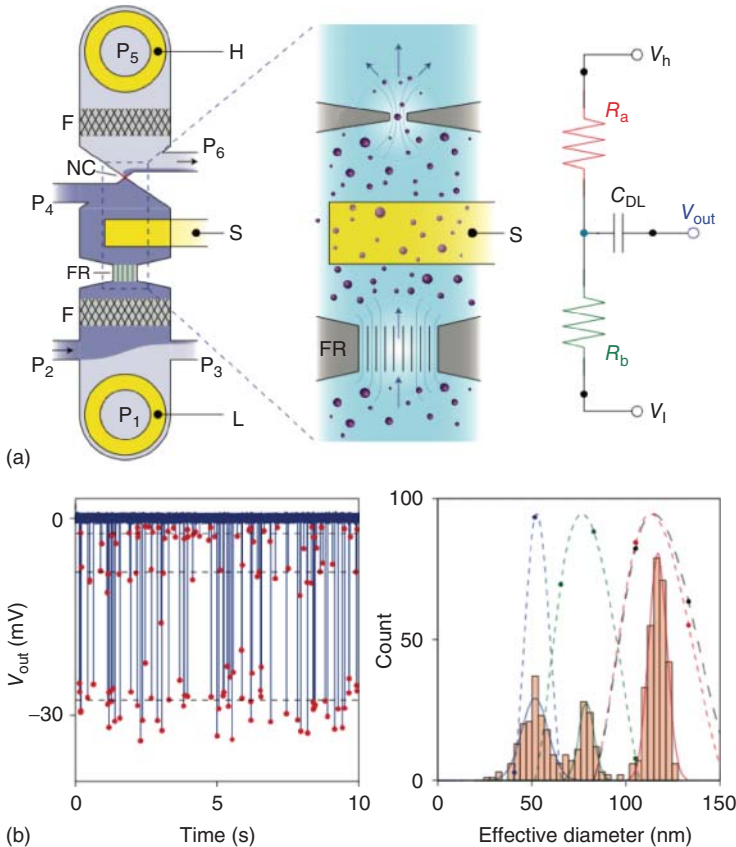 P5
H
F
P6
NC
P4
S
FR
F
P2
P3
P1
L
S
FR
Vh
Ra
CDL
Vout
Rb
Vl
(a)
0
−30
Vout (mV)
0
5
10
Time (s)
100
50
0
Count
0
50
100
150
Effective diameter (nm)
(b)